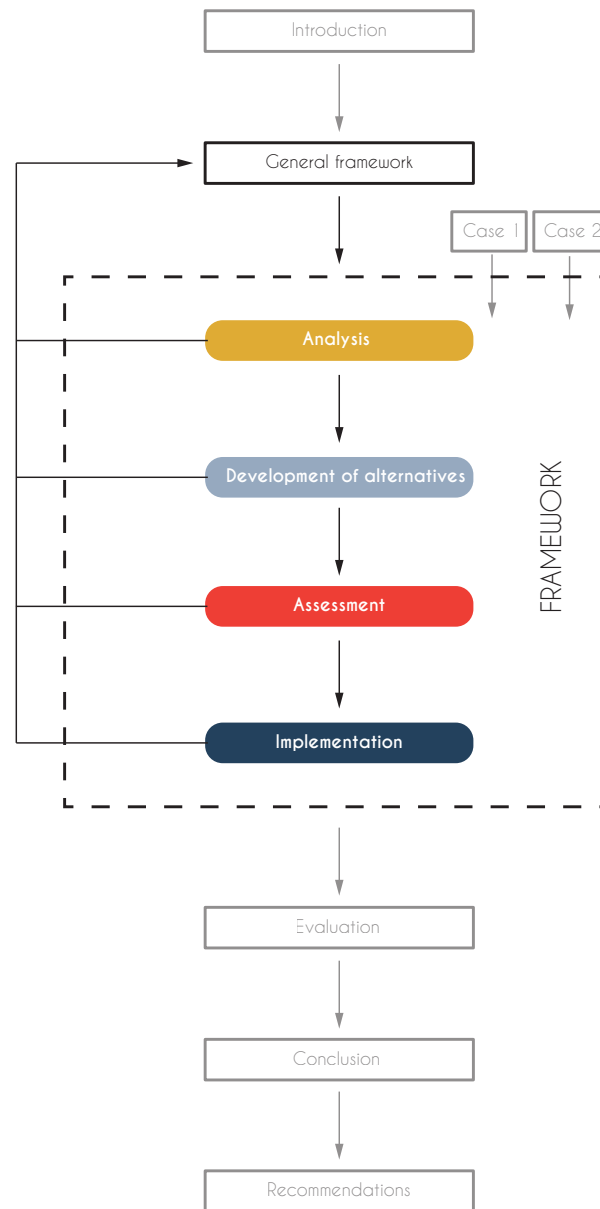 Introduction
General framework
Case 1
Case 2
Analysis
Development of alternatives
FRAMEWORK
Assessment
Implementation
Evaluation
Conclusion
Recommendations